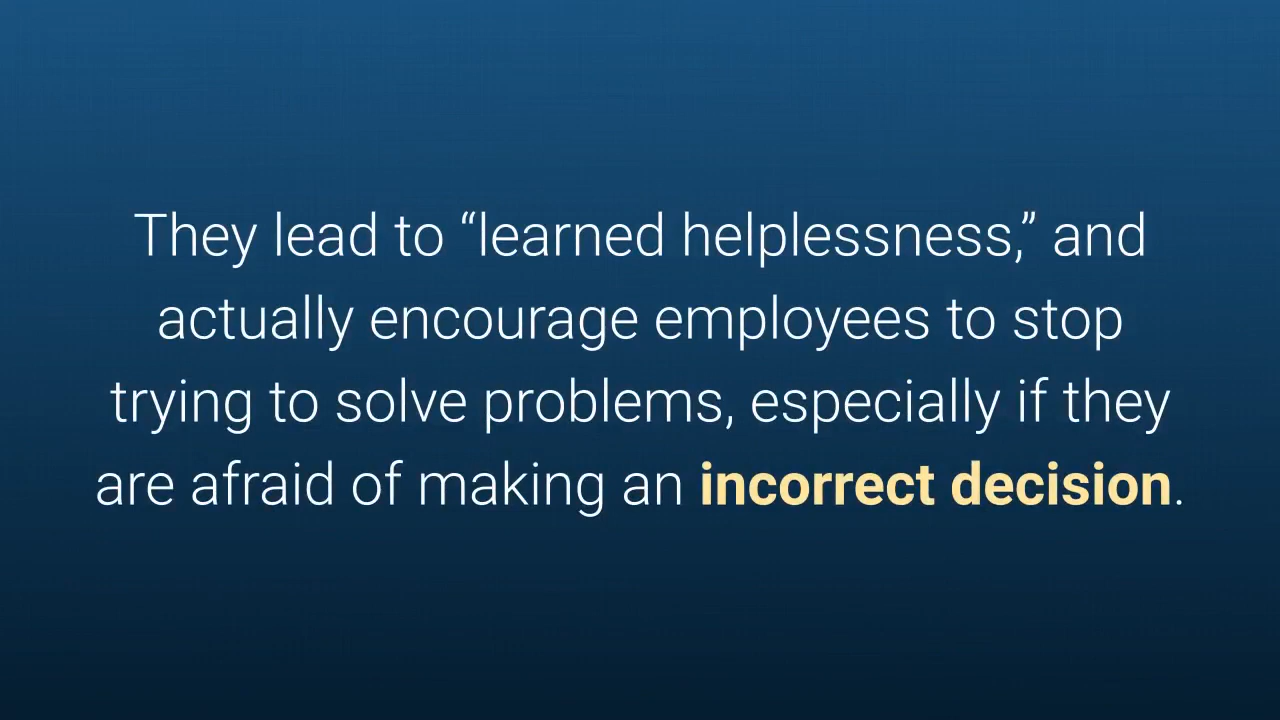 They lead to “learned helplessness,” and
actually encourage employees to stop
trying to solve problems, especially if they
are afraid of making an incorrect decision.